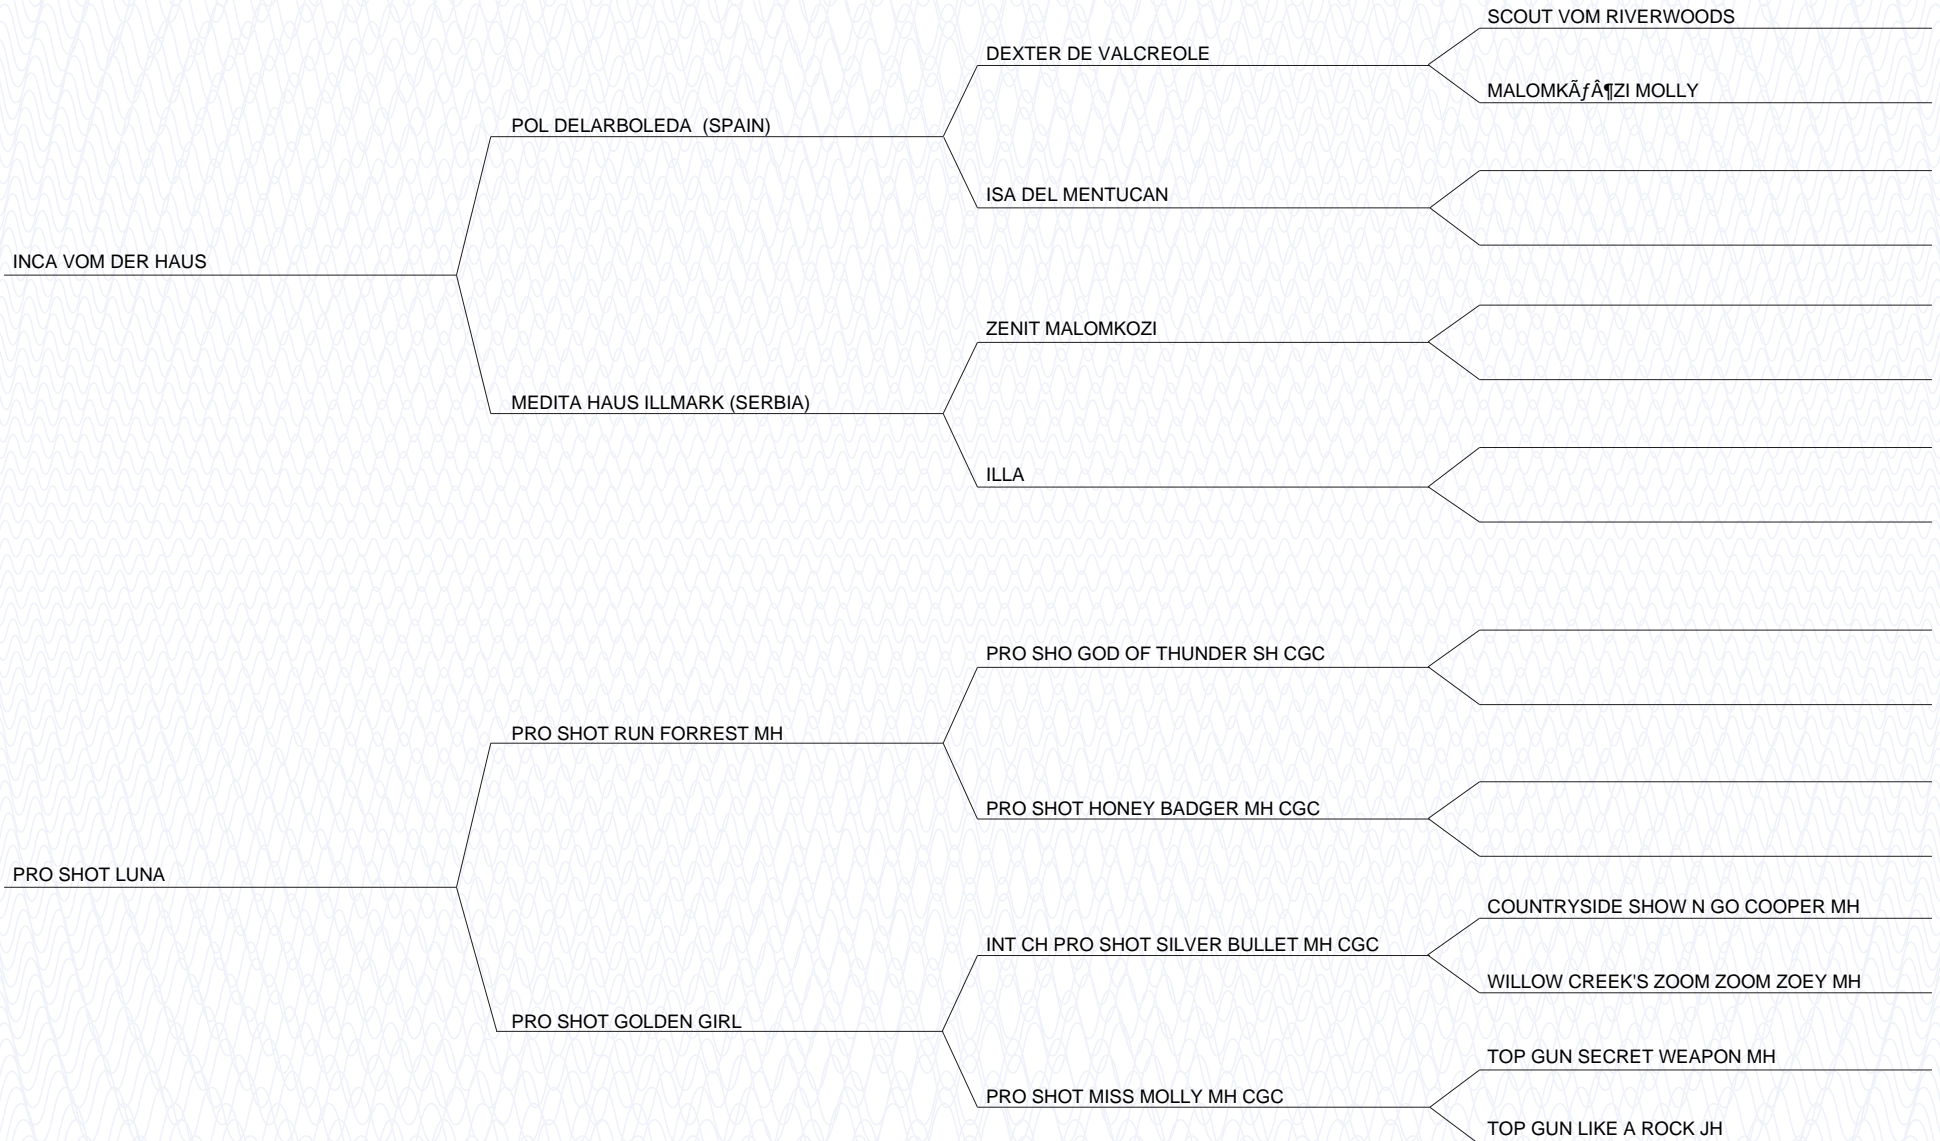 SCOUT VOM RIVERWOODS
DEXTER DE VALCREOLE
MALOMKÃƒÂ¶ZI MOLLY
POL DELARBOLEDA  (SPAIN)
ISA DEL MENTUCAN
INCA VOM DER HAUS
ZENIT MALOMKOZI
MEDITA HAUS ILLMARK (SERBIA)
ILLA
PRO SHO GOD OF THUNDER SH CGC
PRO SHOT RUN FORREST MH
PRO SHOT HONEY BADGER MH CGC
PRO SHOT LUNA
COUNTRYSIDE SHOW N GO COOPER MH
INT CH PRO SHOT SILVER BULLET MH CGC
WILLOW CREEK'S ZOOM ZOOM ZOEY MH
PRO SHOT GOLDEN GIRL
TOP GUN SECRET WEAPON MH
PRO SHOT MISS MOLLY MH CGC
TOP GUN LIKE A ROCK JH